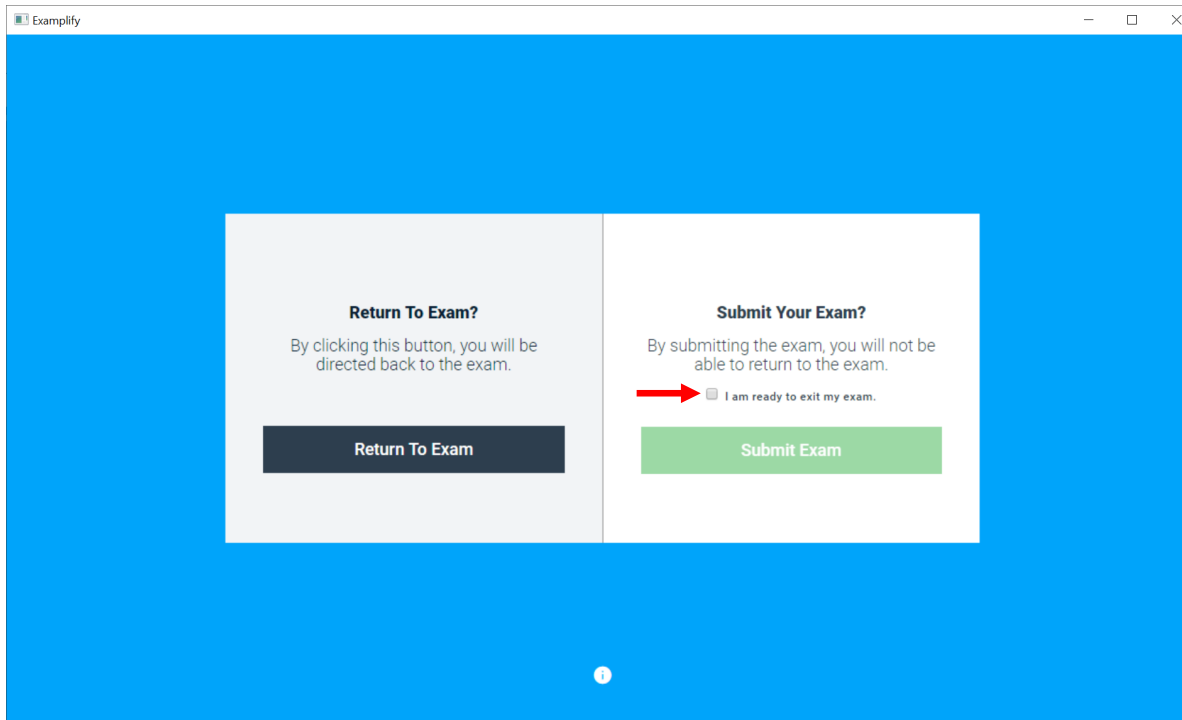 Examplify
Return To Exam?
By clicking this button, you will be
directed back to the exam.
Return To Exam
Submit Your Exam?
By submitting the exam, you will not be
able to return to the exam.
I am ready to exit my exam.
Submit Exam
i